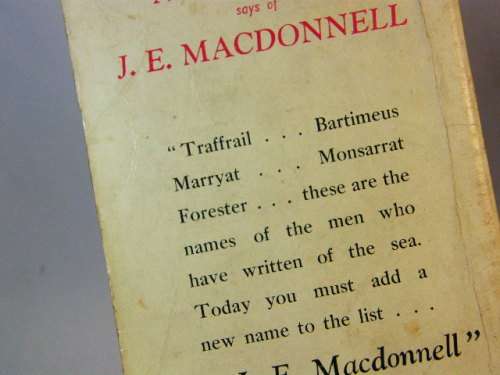 says of
J. E. MACDONNELL
"Traffrail . . . Bartimeus
Marryat . . . Monsarrat
Forester . . . these are the
names of the men who
have written of the sea.
Today you must add a
new name to the list . . .
J. E. Macdonnell"